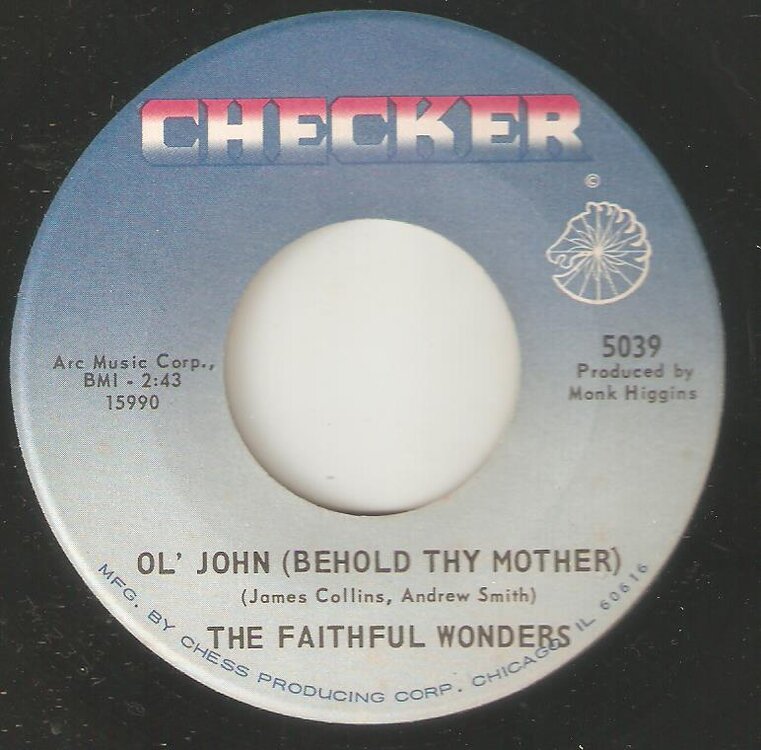 CHECKER
©
Arc Music Corp.,
BMI - 2:43
15990
5039
Produced by
Monk Higgins
OL' JOHN (BEHOLD THY MOTHER)
(James Collins, Andrew Smith)
THE FAITHFUL WONDERS
MFG. BY CHESS PRODUCING CORP. CHICAGO IL 60616